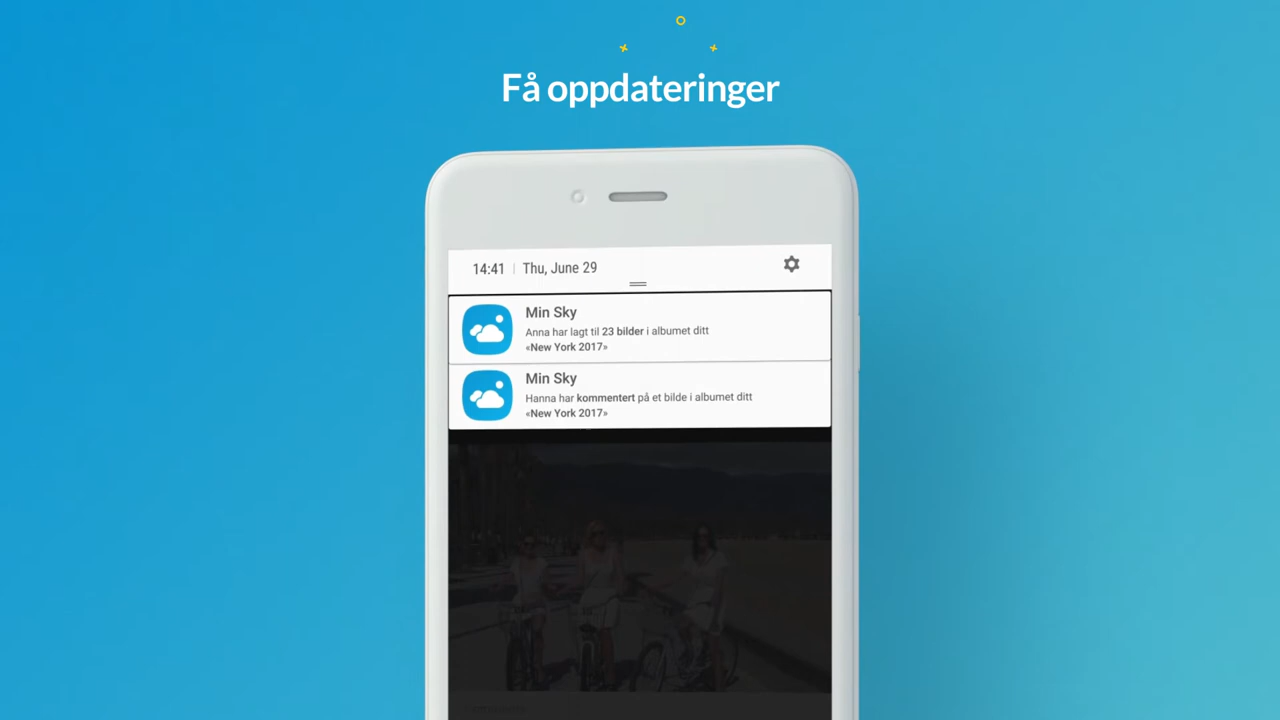 Få oppdateringer
14:41 | Thu, June 29
Min Sky
Anna har lagt til 23 bilder i albumet ditt
«New York 2017»
Min Sky
Hanna har kommentert på et bilde i albumet ditt
«New York 2017»